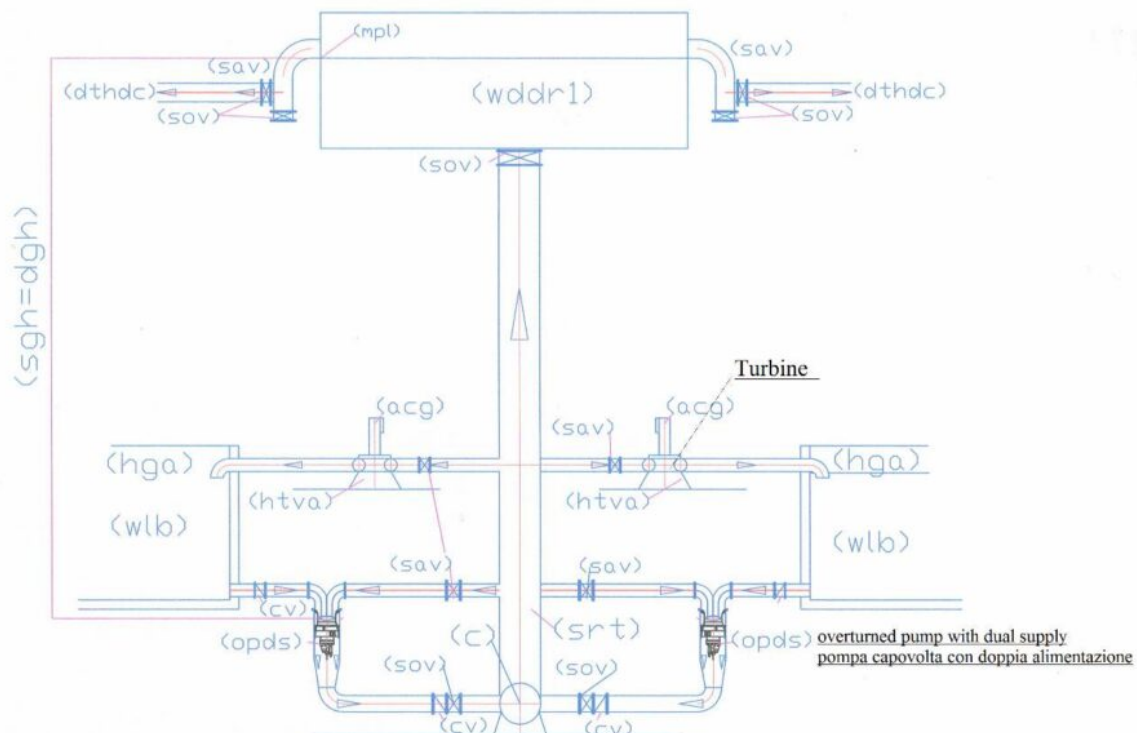 (mpl)
(sav)
(sav)
(dthdc)
(wddr1)
(dthdc)
(sov)
(sov)
(sov)
(sgh=dgh)
Turbine
(acg)
(acg)
(sav)
(hga)
(hga)
(htva)
(htva)
(wlb)
(wlb)
(sav)
(sav)
(cv)
(c)
(srt)
(opds)
(opds)
overturned pump with dual supply
pompa capovolta con doppia alimentazione
(sov)
(sov)
(cv)
(cv)